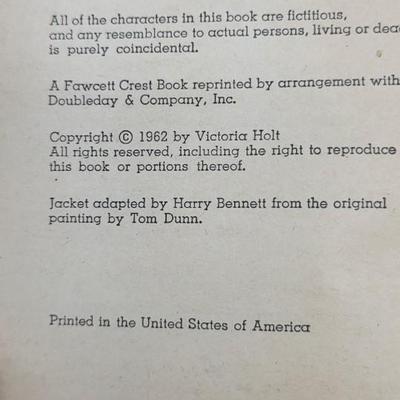 All of the characters in this book are fictitious,
and any resemblance to actual persons, living or dea
is purely coincidental.
A Fawcett Crest Book reprinted by arrangement with
Doubleday & Company, Inc.
Copyright © 1962 by Victoria Holt
All rights reserved, including the right to reproduce
this book or portions thereof.
Jacket adapted by Harry Bennett from the original
painting by Tom Dunn.
Printed in the United States of America